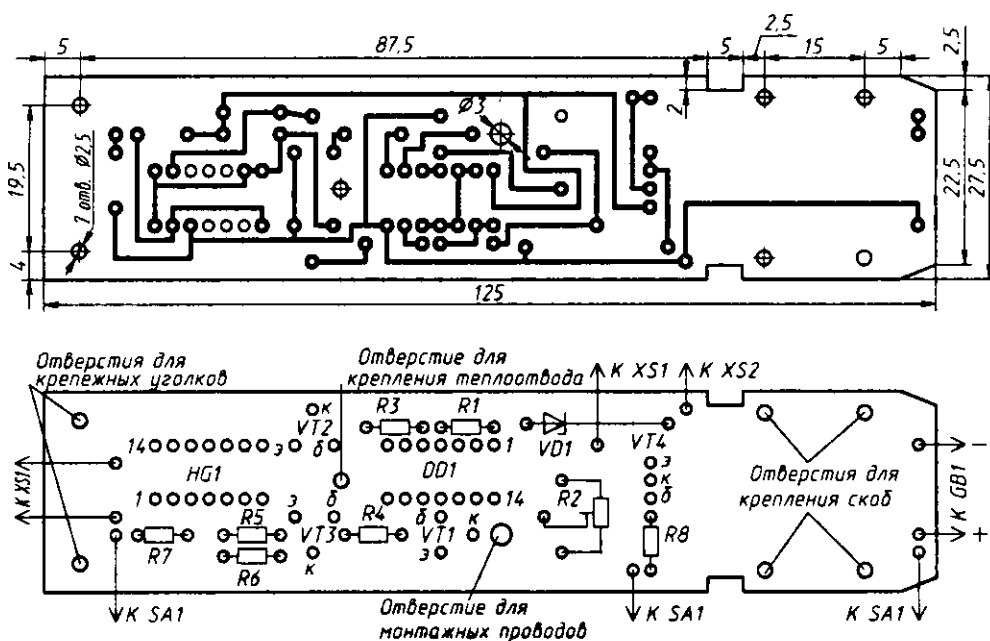 5
87,5
5
2,5
15
5
2,5
2
Ø3
19,5
7 отв. Ø2,5
4
22,5
27,5
125
Отверстия для
крепежных уголков
Отверстие для
крепления теплоотвода
К XS1
К XS2
к
VT2
R3
R1
VD1
VT4
14
э
б
1
э
к
б
HG1
DD1
К XS1
1
э
б
14
R2
Отверстия для
крепления скоб
К GB1
−
+
R7
R5
R6
VT3
к
R4
б
VT1
к
э
R8
К SA1
Отверстие для
монтажных проводов
К SA1
К SA1